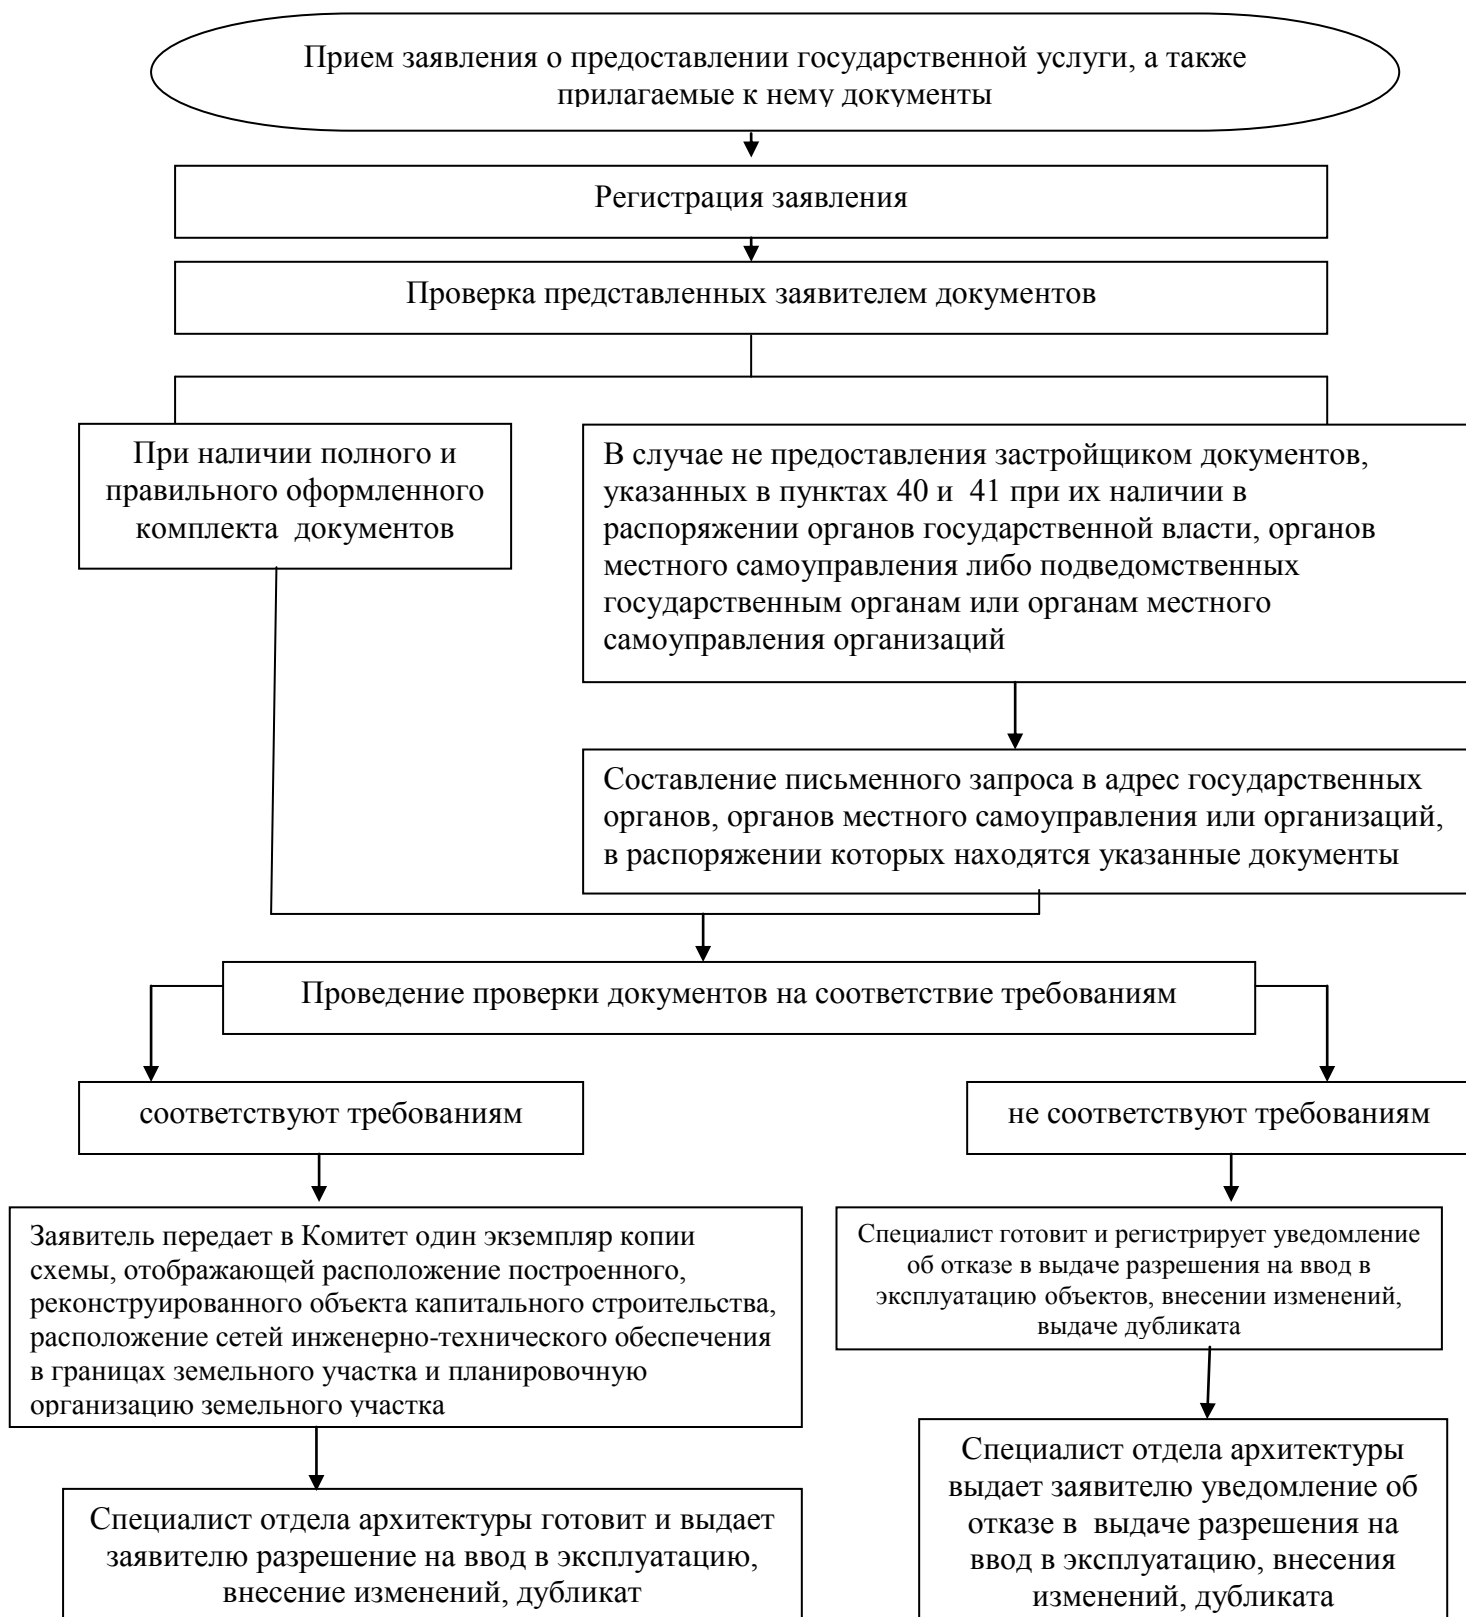 Прием заявления о предоставлении государственной услуги, а также
прилагаемые к нему документы
Регистрация заявления
Проверка представленных заявителем документов
При наличии полного и
правильного оформленного
комплекта документов
В случае не предоставления застройщиком документов,
указанных в пунктах 40 и 41 при их наличии в
распоряжении органов государственной власти, органов
местного самоуправления либо подведомственных
государственным органам или органам местного
самоуправления организаций
Составление письменного запроса в адрес государственных
органов, органов местного самоуправления или организаций,
в распоряжении которых находятся указанные документы
Проведение проверки документов на соответствие требованиям
соответствуют требованиям
не соответствуют требованиям
Заявитель передает в Комитет один экземпляр копии
схемы, отображающей расположение построенного,
реконструированного объекта капитального строительства,
расположение сетей инженерно-технического обеспечения
в границах земельного участка и планировочную
организацию земельного участка
Специалист готовит и регистрирует уведомление
об отказе в выдаче разрешения на ввод в
эксплуатацию объектов, внесении изменений,
выдаче дубликата
Специалист отдела архитектуры готовит и выдает
заявителю разрешение на ввод в эксплуатацию,
внесение изменений, дубликат
Специалист отдела архитектуры
выдает заявителю уведомление об
отказе в выдаче разрешения на
ввод в эксплуатацию, внесения
изменений, дубликата